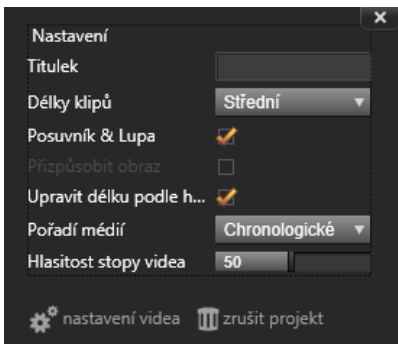 Nastavení
Titulek
Délky klipů Střední
Posuvník & Lupa
Přizpůsobit obraz
Upravit délku podle h...
Pořadí médií Chronologické
Hlasitost stopy videa 50
nastavení videa zrušit projekt